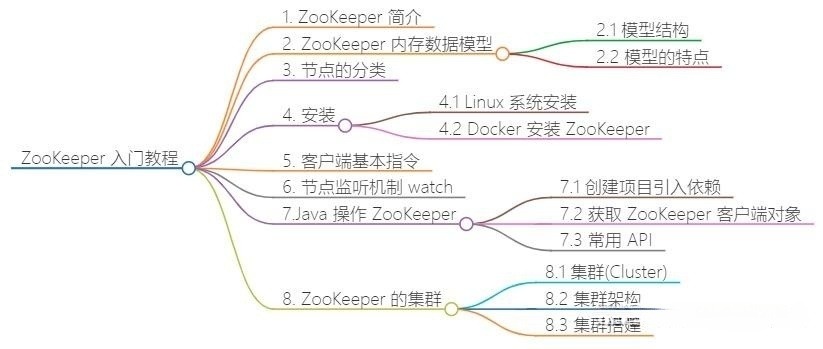 ZooKeeper 入门教程
1. ZooKeeper 简介
2. ZooKeeper 内存数据模型
2.1 模型结构
2.2 模型的特点
3. 节点的分类
4. 安装
4.1 Linux 系统安装
4.2 Docker 安装 ZooKeeper
5. 客户端基本指令
6. 节点监听机制 watch
7.Java 操作 ZooKeeper
7.1 创建项目引入依赖
7.2 获取 ZooKeeper 客户端对象
7.3 常用 API
8. ZooKeeper 的集群
8.1 集群(Cluster)
8.2 集群架构
8.3 集群搭建